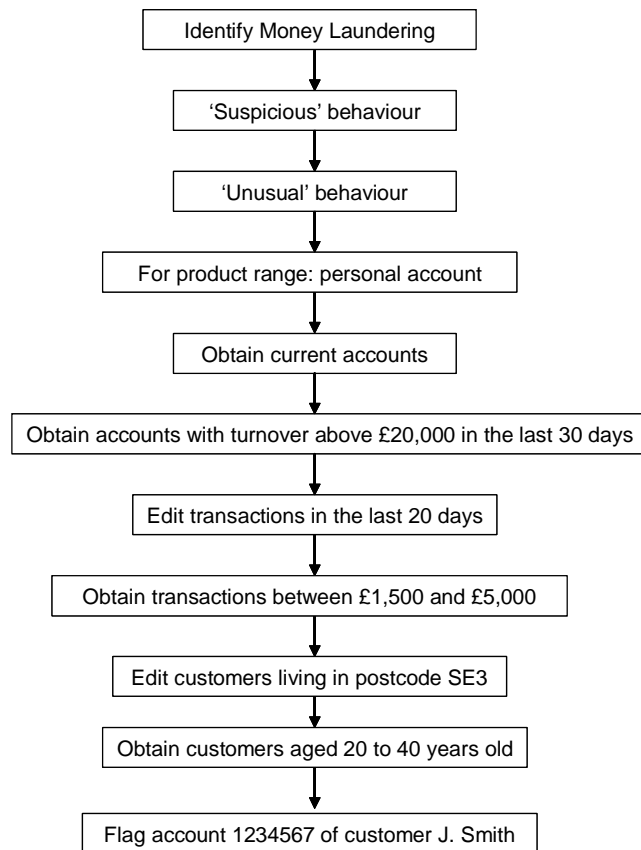 Identify Money Laundering
‘Suspicious’ behaviour
‘Unusual’ behaviour
For product range: personal account
Obtain current accounts
Obtain accounts with turnover above £20,000 in the last 30 days
Edit transactions in the last 20 days
Obtain transactions between £1,500 and £5,000
Edit customers living in postcode SE3
Obtain customers aged 20 to 40 years old
Flag account 1234567 of customer J. Smith